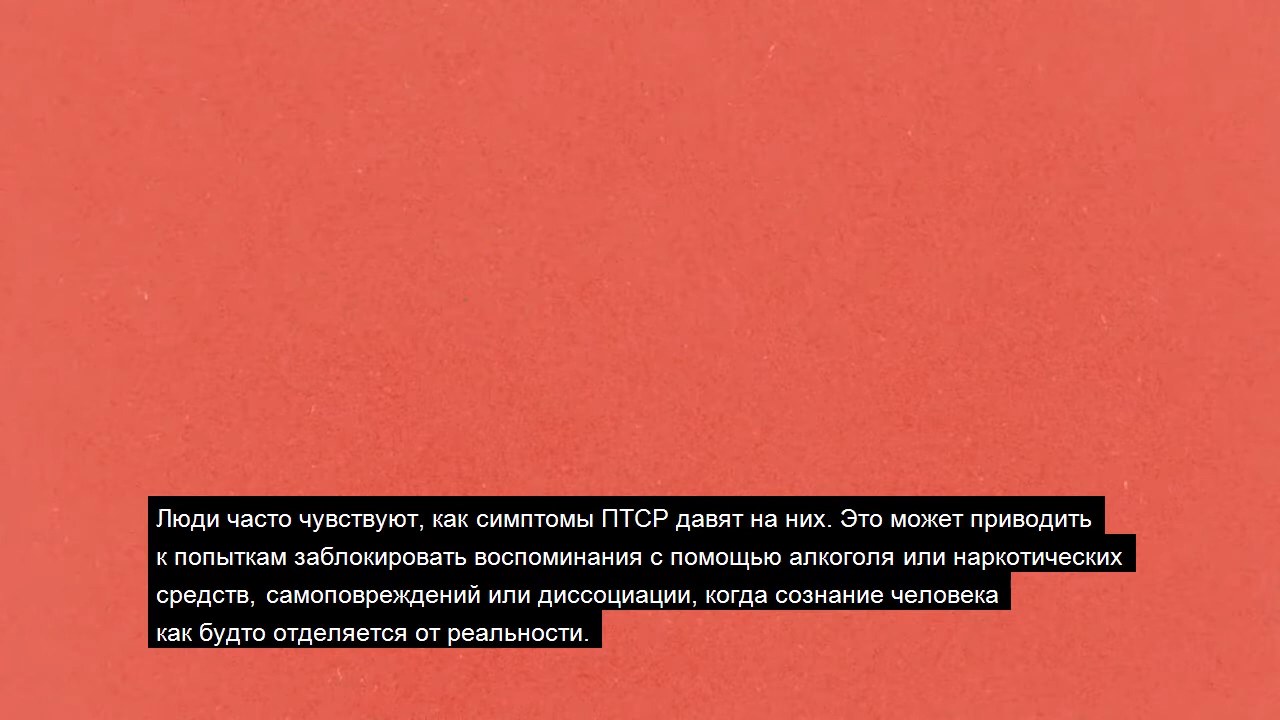 Люди часто чувствуют, как симптомы ПТСР давят на них. Это может приводить
к попыткам заблокировать воспоминания с помощью алкоголя или наркотических
средств, самоповреждений или диссоциации, когда сознание человека
как будто отделяется от реальности.